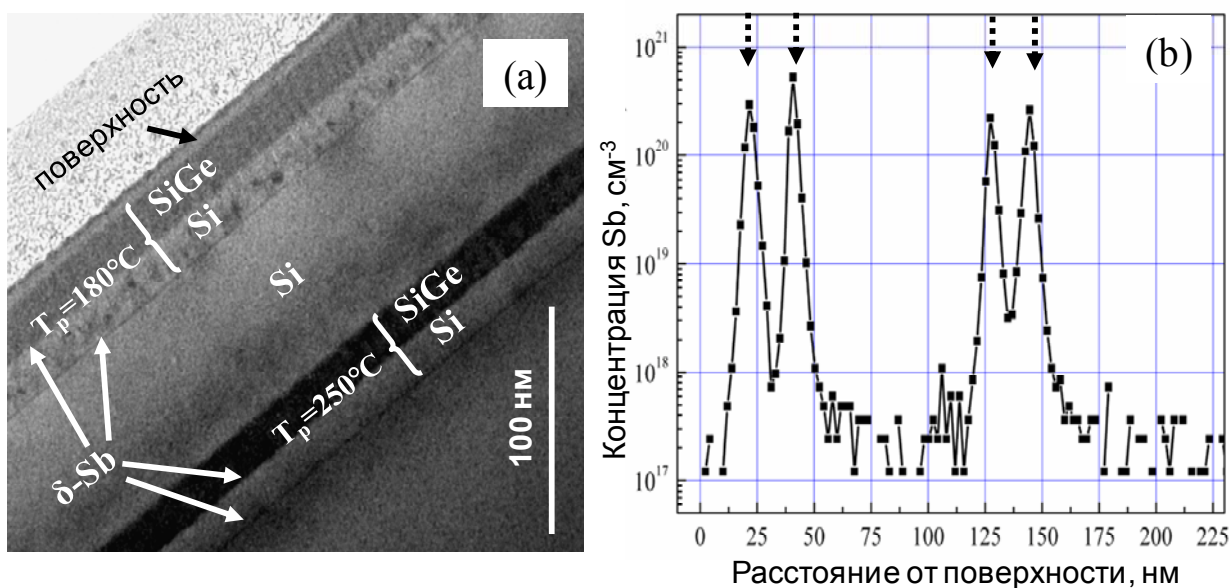 (a)
поверхность
SiGe
Si
Tp=180°C {
Si
SiGe
Si
Tp=250°C {
δ-Sb
100 нм
(b)
Концентрация Sb, см-3
10^21
10^20
10^19
10^18
10^17
0 25 50 75 100 125 150 175 200 225
Расстояние от поверхности, нм